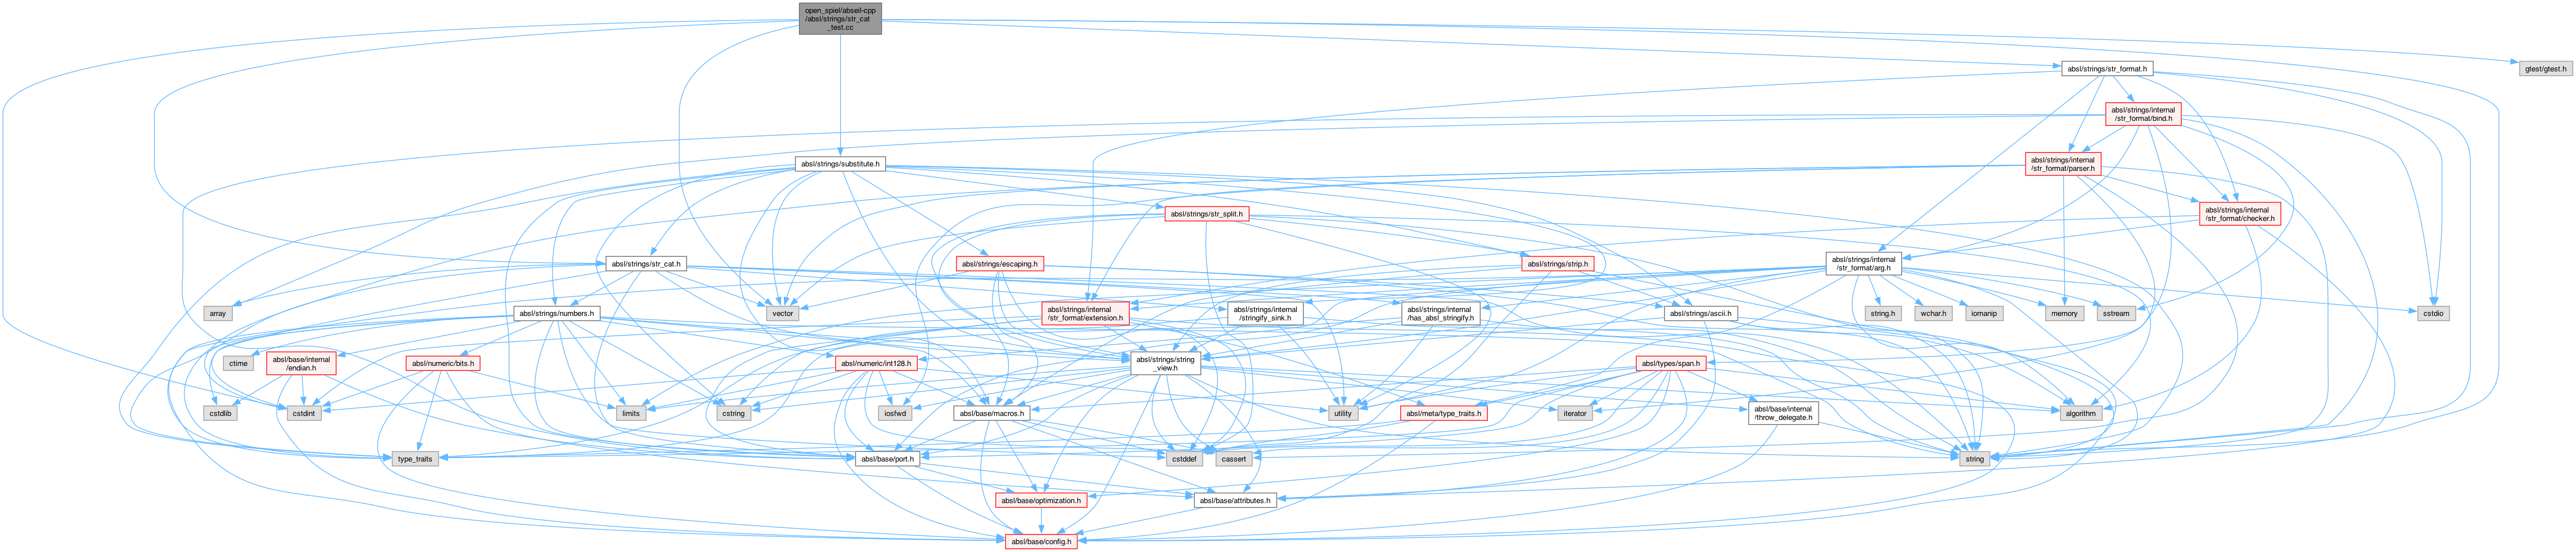 open_spiel/abseil-cpp
/absl/strings/str_cat
_test.cc
absl/strings/str_format.h
gtest/gtest.h
absl/strings/internal
/str_format/bind.h
absl/strings/substitute.h
absl/strings/internal
/str_format/parser.h
absl/strings/str_split.h
absl/strings/internal
/str_format/checker.h
absl/strings/str_cat.h
absl/strings/escaping.h
absl/strings/strip.h
absl/strings/internal
/str_format/arg.h
array
absl/strings/numbers.h
vector
absl/strings/internal
/str_format/extension.h
absl/strings/internal
/stringify_sink.h
absl/strings/internal
/has_absl_stringify.h
absl/strings/ascii.h
string.h
wchar.h
iomanip
memory
sstream
cstdio
ctime
absl/base/internal
/endian.h
absl/numeric/bits.h
absl/numeric/int128.h
absl/strings/string
_view.h
absl/types/span.h
cstdlib
cstdint
limits
cstring
iosfwd
absl/base/macros.h
utility
absl/meta/type_traits.h
iterator
absl/base/internal
/throw_delegate.h
algorithm
type_traits
absl/base/port.h
cstddef
cassert
string
absl/base/optimization.h
absl/base/attributes.h
absl/base/config.h